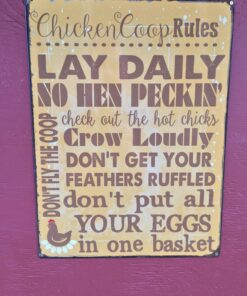 Chicken Coop Rules
LAY DAILY
NO HEN PECKIN'
check out the hot chicks
Crow Loudly
DON'T GET YOUR
FEATHERS RUFFLED
DON'T FLY THE COOP
don't put all
YOUR EGGS
in one basket